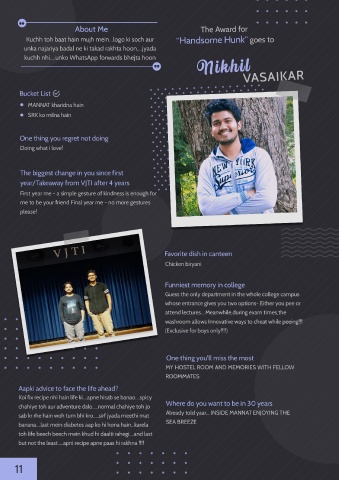 About Me
Kuchh toh baat hain mujh mein...logo ki soch aur
unka najariya badal ne ki takad rakhta hoon...jyada
kuchh nhi...unko WhatsApp forwards bhejta hoon
The Award for
"Handsome Hunk" goes to
Nikhil
VASAIKAR
Bucket List
MANNAT kharidna hain
SRK ko milna hain
One thing you regret not doing
Doing what i love!
The biggest change in you since first
year/Takeaway from VJTI after 4 years
First year me - a simple gesture of kindness is enough for
me to be your friend Final year me - no more gestures
please!
NEW YORK
VJTI
Favorite dish in canteen
Chicken biryani
Funniest memory in college
Guess the only department in the whole college campus
whose entrance gives you two options- Either you pee or
attend lectures... Meanwhile,during exam times,the
washroom allows innovative ways to cheat while peeing!!!
(Exclusive for boys only!!!!)
One thing you'll miss the most
MY HOSTEL ROOM AND MEMORIES WITH FELLOW
ROOMMATES
Where do you want to be in 30 years
Already told yaar... INSIDE MANNAT ENJOYING THE
SEA BREEZE
Aapki advice to face the life ahead?
Koi fix recipe nhi hain life ki...apne hisab se banao...spicy
chahiye toh aur adventure dalo.....normal chahiye toh jo
sab kr rhe hain woh tum bhi kro.....sirf jyada meethi mat
banana...last mein diabetes aap ko hi hona hain..karela
toh life beech beech mein khud hi daalti rahegi...and last
but not the least.....apni recipe apne paas hi rakhna !!!!
11